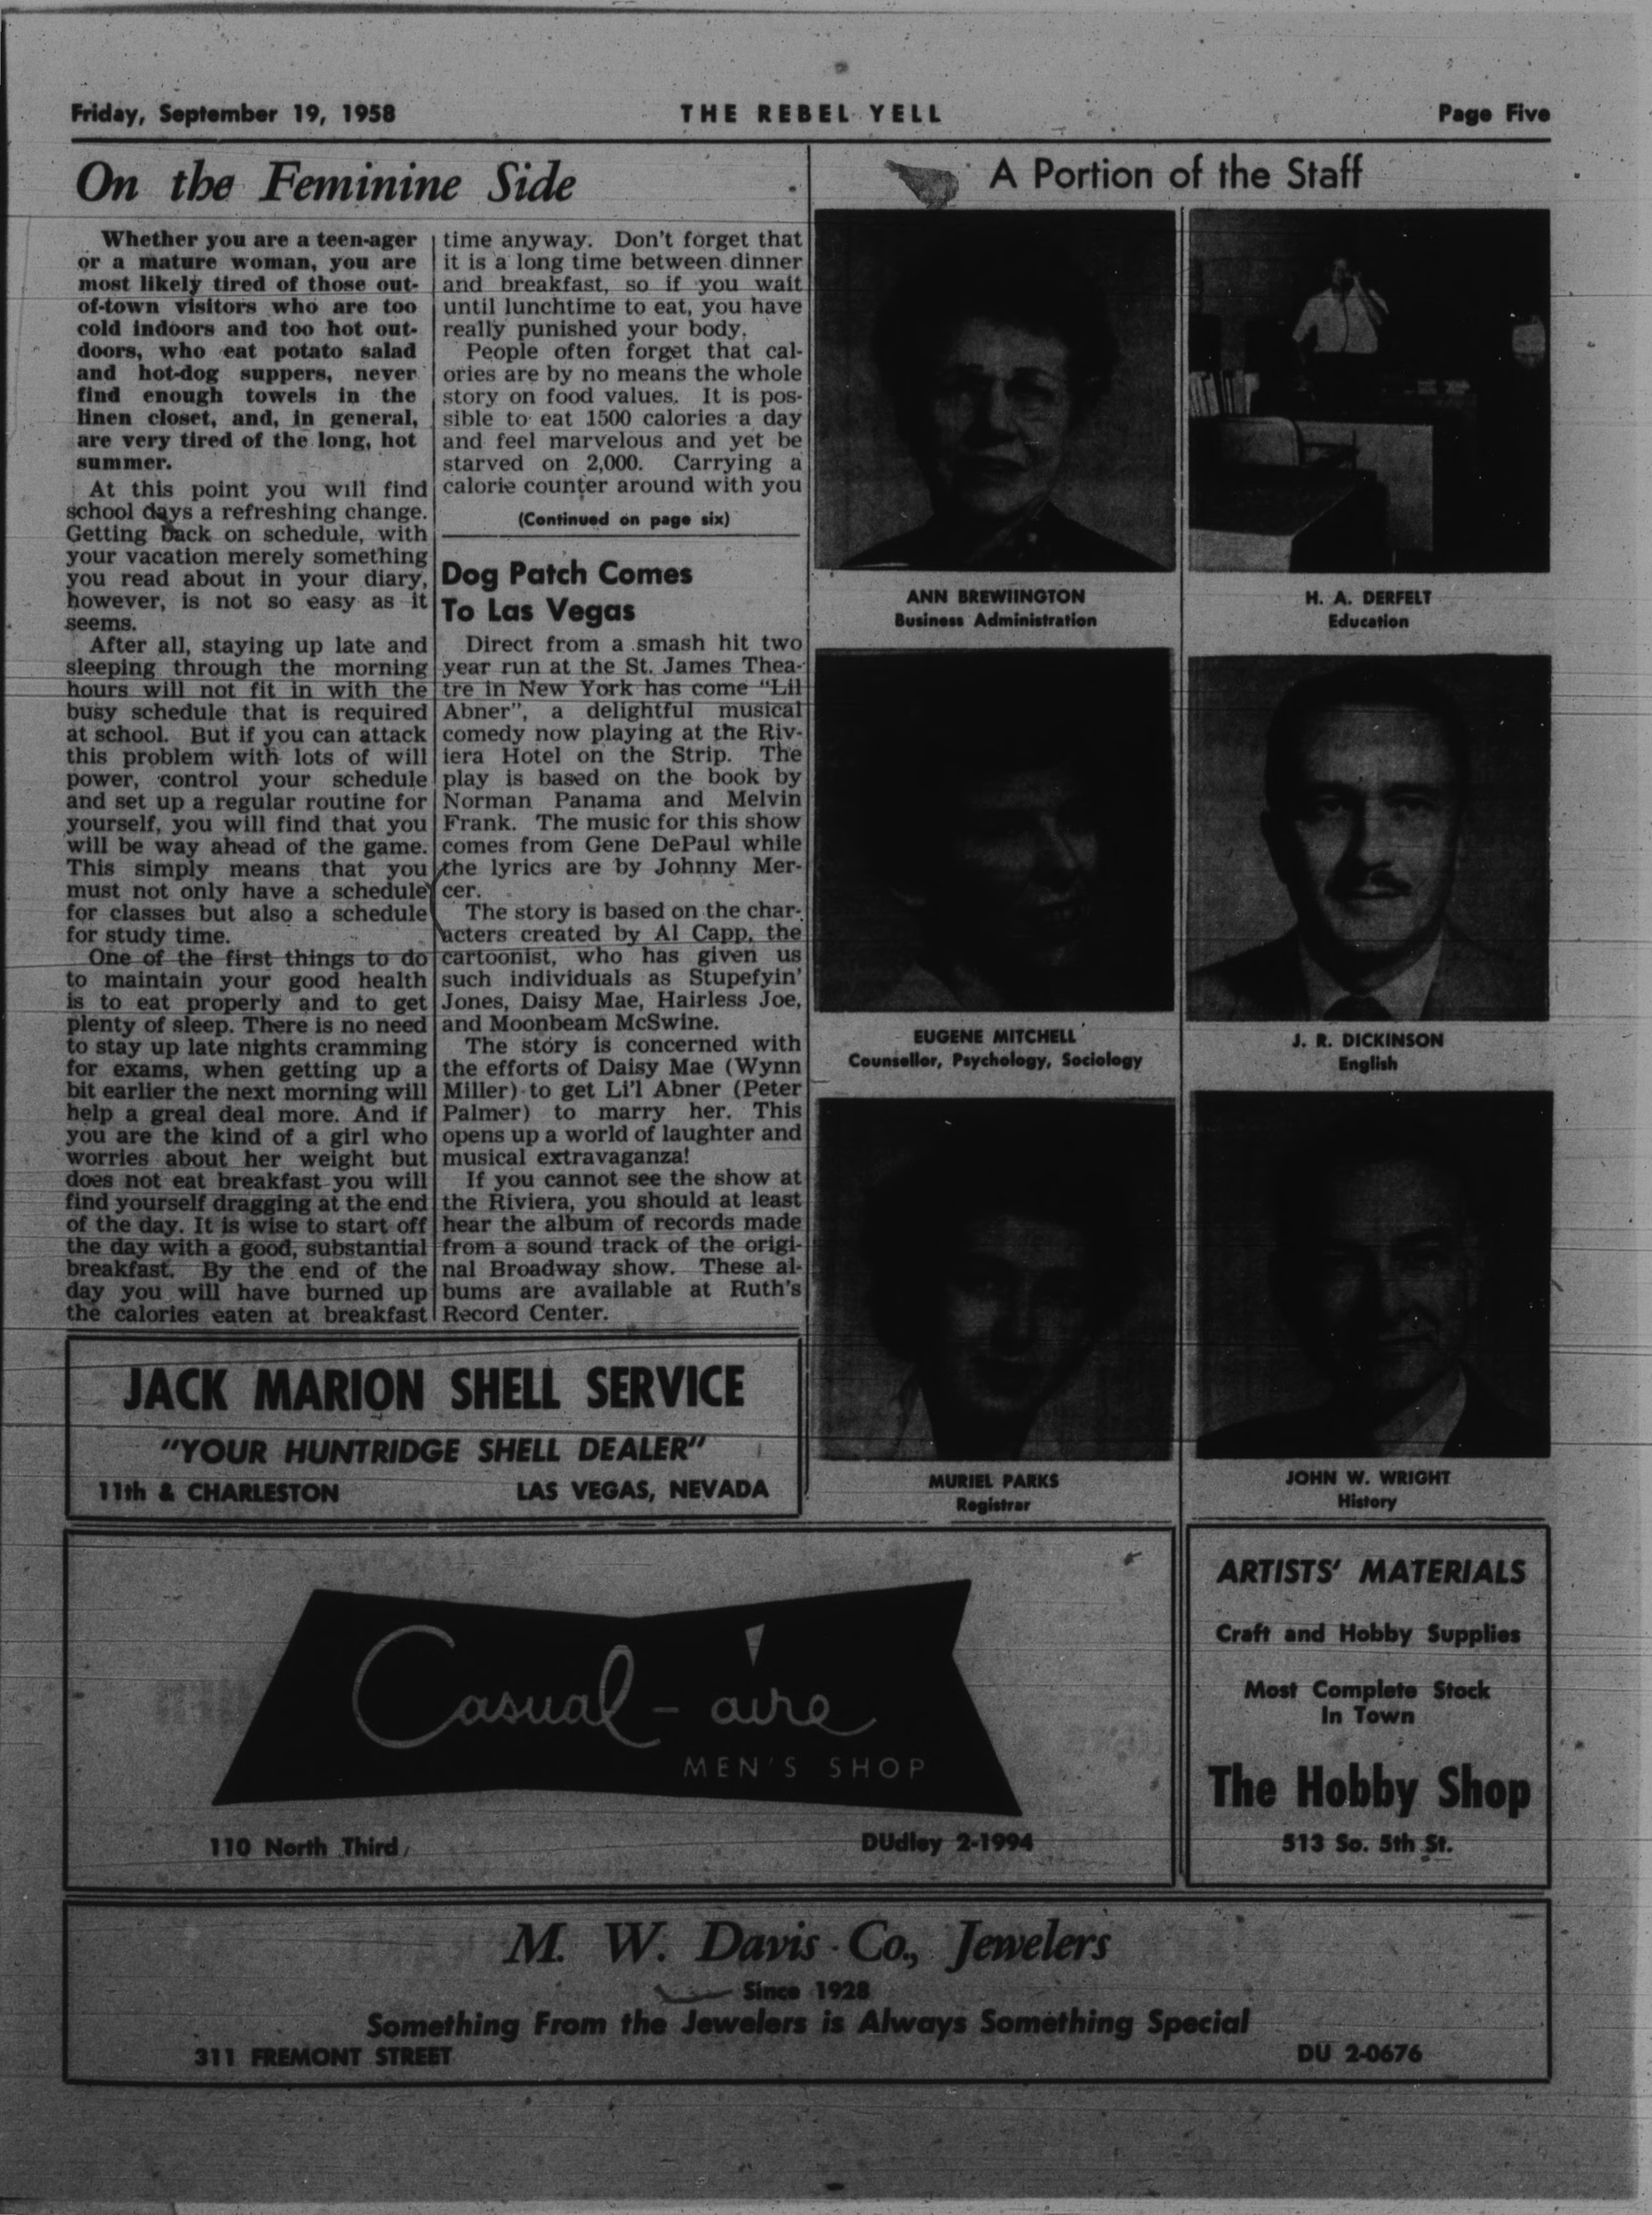 Friday, September 19, 1958
THE REBEL YELL
Page Five
On the Feminine Side
Whether you are a teen-ager
or a mature woman, you are
most likely tired of those out-
of-town visitors who are too
cold indoors and too hot out-
doors, who eat potato salad
and hot-dog suppers, never
find enough towels in the
linen closet, and, in general,
are very tired of the long, hot
summer.
At this point you will find
school days a refreshing change.
Getting back on schedule, with
your vacation merely something
you read about in your diary,
however, is not so easy as it
seems.
After all, staying up late and
sleeping through the morning
hours will not fit in with the
busy schedule that is required
at school. But if you can attack
this problem with lots of will
power, control your schedule
and set up a regular routine for
yourself, you will find that you
will be way ahead of the game.
This simply means that you
must not only have a schedule
for classes but also a schedule
for study time.
One of the first things to do
to maintain your good health
is to eat properly and to get
plenty of sleep. There is no need
to stay up late nights cramming
for exams, when getting up a
bit earlier the next morning will
help a greal deal more. And if
you are the kind of a girl who
worries about her weight but
does not eat breakfast you will
find yourself dragging at the end
of the day. It is wise to start off
the day with a good, substantial
breakfast. By the end of the
day you will have burned up
the calories eaten at breakfast
time anyway. Don't forget that
it is a long time between dinner
and breakfast, so if you wait
until lunchtime to eat, you have
really punished your body.
People often forget that cal-
ories are by no means the whole
story on food values. It is pos-
sible to eat 1500 calories a day
and feel marvelous and yet be
starved on 2,000. Carrying a
calorie counter around with you
(Continued on page six)
Dog Patch Comes
To Las Vegas
Direct from a smash hit two
year run at the St. James Thea-
tre in New York has come "Lil
Abner", a delightful musical
comedy now playing at the Riv-
iera Hotel on the Strip. The
play is based on the book by
Norman Panama and Melvin
Frank. The music for this show
comes from Gene DePaul while
the lyrics are by Johnny Mer-
cer.
The story is based on the char-
acters created by Al Capp, the
cartoonist, who has given us
such individuals as Stupefyin'
Jones, Daisy Mae, Hairless Joe,
and Moonbeam McSwine.
The story is concerned with
the efforts of Daisy Mae (Wynn
Miller) to get Li'l Abner (Peter
Palmer) to marry her. This
opens up a world of laughter and
musical extravaganza!
If you cannot see the show at
the Riviera, you should at least
hear the album of records made
from a sound track of the origi-
nal Broadway show. These al-
bums are available at Ruth's
Record Center.
A Portion of the Staff
ANN BREWIINGTON
Business Administration
H. A. DERFELT
Education
EUGENE MITCHELL
Counsellor, Psychology, Sociology
J. R. DICKINSON
English
MURIEL PARKS
Registrar
JOHN W. WRIGHT
History
JACK MARION SHELL SERVICE
"YOUR HUNTRIDGE SHELL DEALER"
11th & CHARLESTON
LAS VEGAS, NEVADA
Casual-aire
MEN'S SHOP
110 North Third
DUdley 2-1994
ARTISTS' MATERIALS
Craft and Hobby Supplies
Most Complete Stock
In Town
The Hobby Shop
513 So. 5th St.
M. W. Davis Co., Jewelers
Since 1928
Something From the Jewelers is Always Something Special
311 FREMONT STREET
DU 2-0676